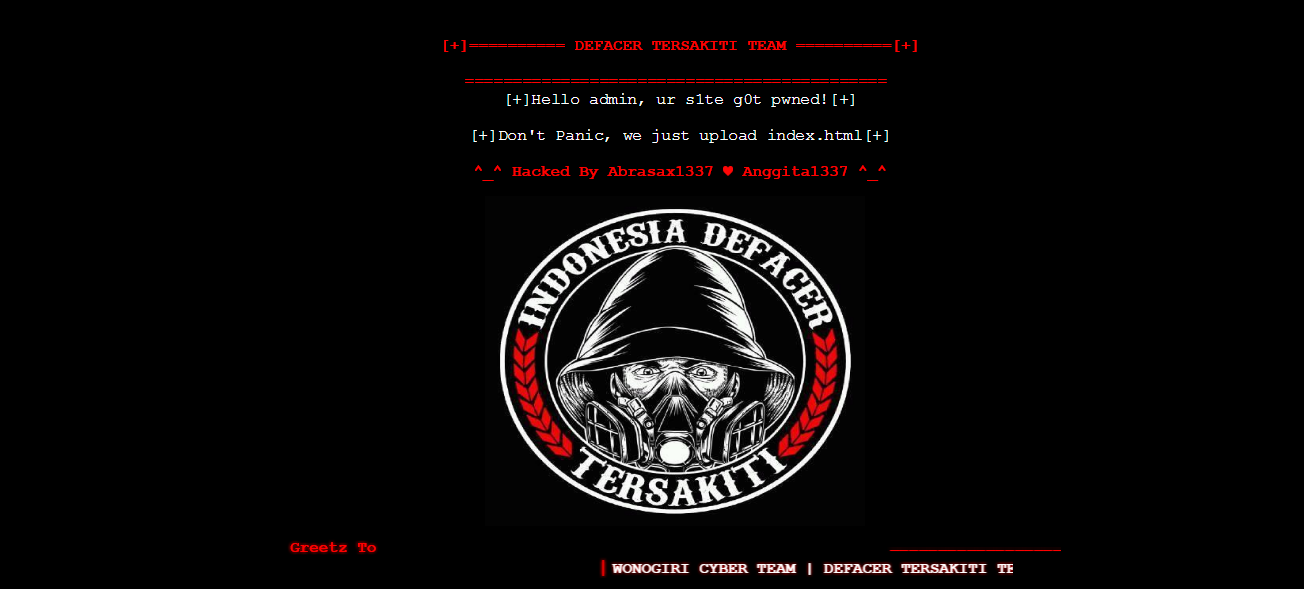 [+]========== DEFACER TERSAKITI TEAM ==========[+]
============================================
[+]Hello admin, ur s1te g0t pwned![+]
[+]Don't Panic, we just upload index.html[+]
^_^ Hacked By Abrasax1337 ♥ Anggita1337 ^_^
INDONESIA DEFACER
TERSAKITI
Greetz To __________________
| WONOGIRI CYBER TEAM | DEFACER TERSAKITI